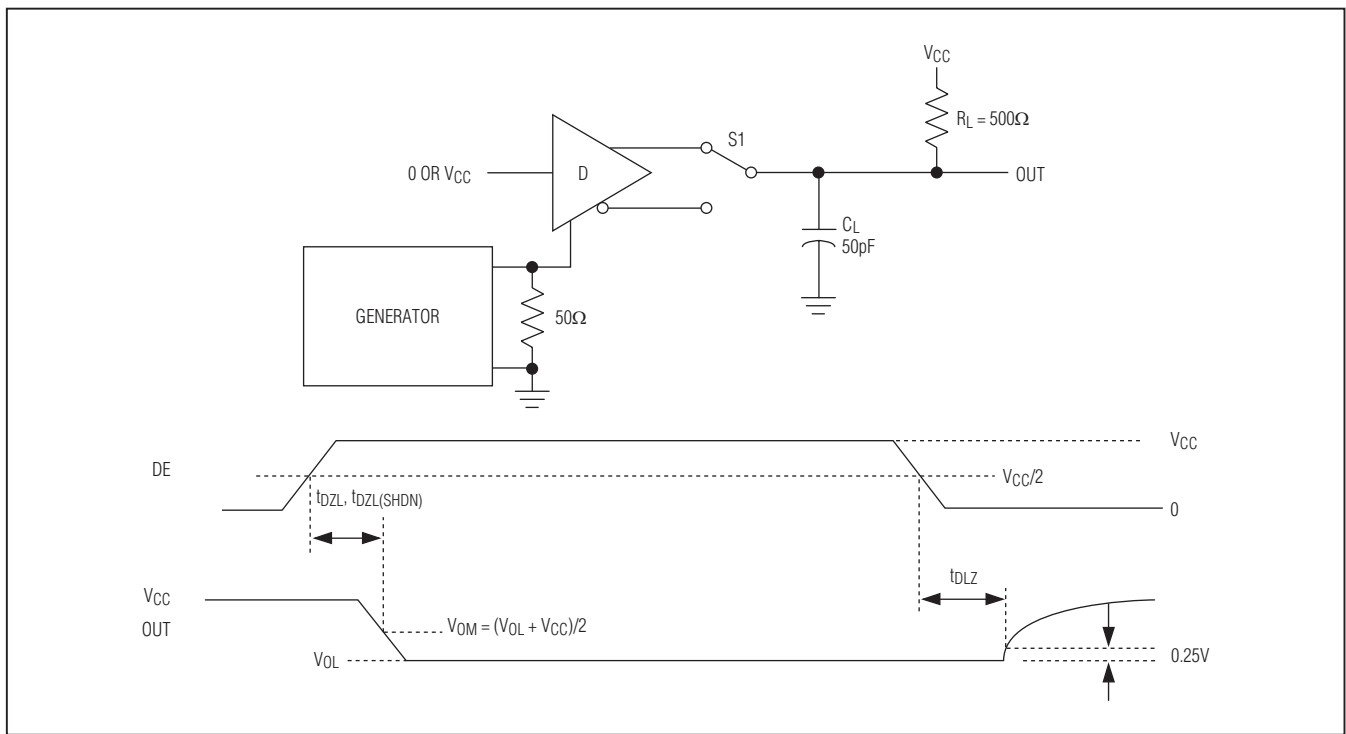 VCC
RL = 500Ω
S1
0 OR VCC
D
OUT
CL
50pF
GENERATOR
50Ω
VCC
DE
VCC/2
tDZL, tDZL(SHDN)
0
tDLZ
VCC
OUT
VOM = (VOL + VCC)/2
VOL
0.25V